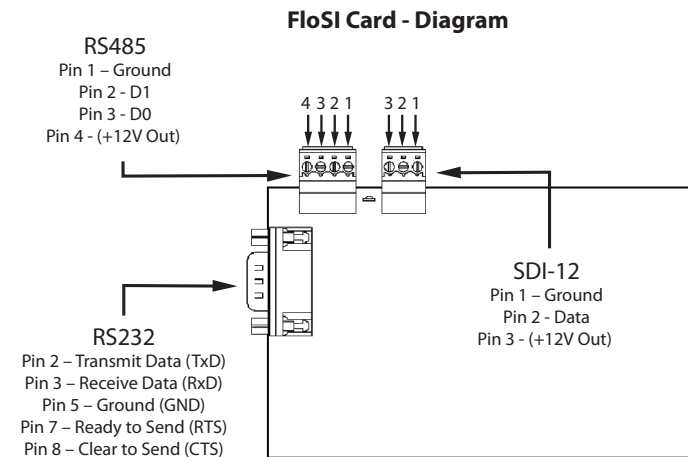 FloSI Card - Diagram
RS485
Pin 1 – Ground
Pin 2 - D1
Pin 3 - D0
Pin 4 - (+12V Out)
4 3 2 1
3 2 1
SDI-12
Pin 1 – Ground
Pin 2 - Data
Pin 3 - (+12V Out)
RS232
Pin 2 – Transmit Data (TxD)
Pin 3 – Receive Data (RxD)
Pin 5 – Ground (GND)
Pin 7 – Ready to Send (RTS)
Pin 8 – Clear to Send (CTS)